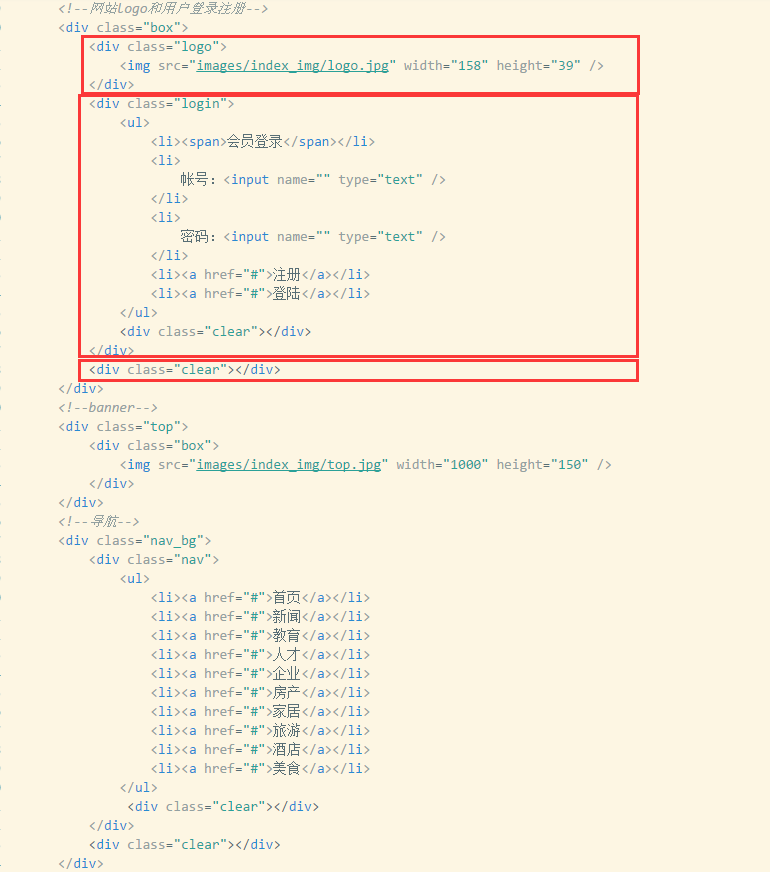 <!--网站logo和用户登录注册-->
<div class="box">
<div class="logo">
<img src="images/index_img/logo.jpg" width="158" height="39" />
</div>
<div class="login">
<ul>
<li><span>会员登录</span></li>
<li>
帐号：<input name="" type="text" />
</li>
<li>
密码：<input name="" type="text" />
</li>
<li><a href="#">注册</a></li>
<li><a href="#">登陆</a></li>
</ul>
<div class="clear"></div>
</div>
<div class="clear"></div>
</div>
<!--banner-->
<div class="top">
<div class="box">
<img src="images/index_img/top.jpg" width="1000" height="150" />
</div>
</div>
<!--导航-->
<div class="nav_bg">
<div class="nav">
<ul>
<li><a href="#">首页</a></li>
<li><a href="#">新闻</a></li>
<li><a href="#">教育</a></li>
<li><a href="#">人才</a></li>
<li><a href="#">企业</a></li>
<li><a href="#">房产</a></li>
<li><a href="#">家居</a></li>
<li><a href="#">旅游</a></li>
<li><a href="#">酒店</a></li>
<li><a href="#">美食</a></li>
</ul>
<div class="clear"></div>
</div>
<div class="clear"></div>
</div>